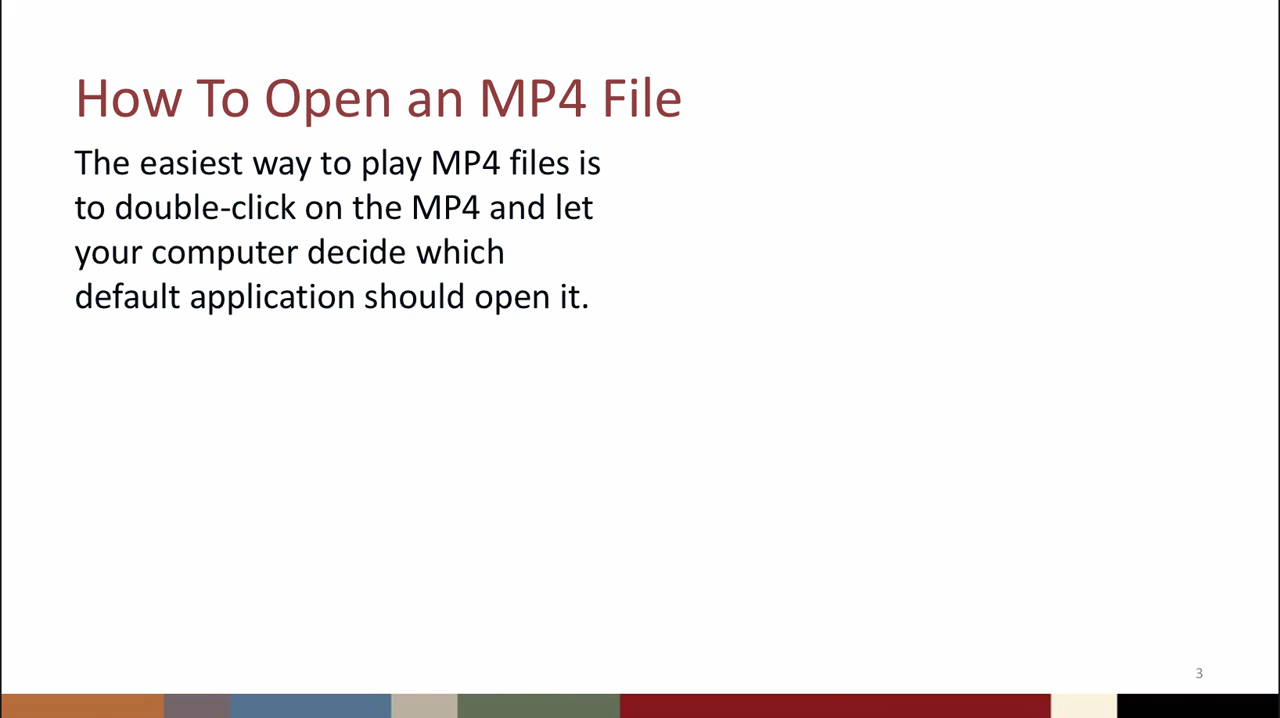 How To Open an MP4 File
The easiest way to play MP4 files is
to double-click on the MP4 and let
your computer decide which
default application should open it.
3